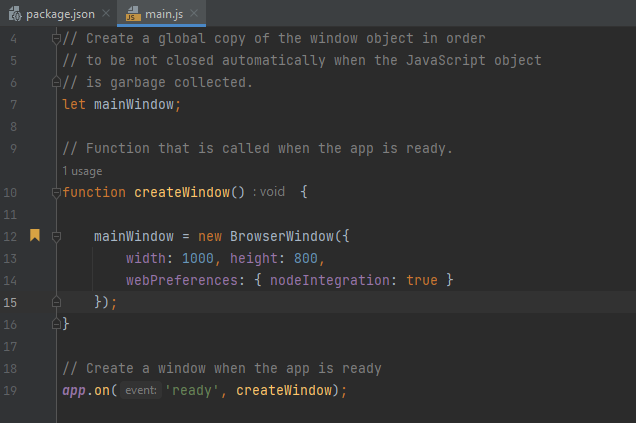 package.json × main.js ×
4 // Create a global copy of the window object in order
5 // to be not closed automatically when the JavaScript object
6 // is garbage collected.
7 let mainWindow;
8
9 // Function that is called when the app is ready.
1 usage
10 function createWindow() : void {
11
12 mainWindow = new BrowserWindow({
13 width: 1000, height: 800,
14 webPreferences: { nodeIntegration: true }
15 });
16 }
17
18 // Create a window when the app is ready
19 app.on( event: 'ready', createWindow);